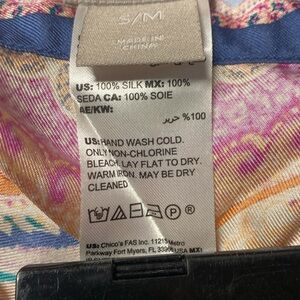 S/M
MADE IN
CHINA
US: 100% SILK MX: 100%
SEDA CA: 100% SOIE
AE/KW:
%100 حرير
US:HAND WASH COLD.
ONLY NON-CHLORINE
BLEACH. LAY FLAT TO DRY.
WARM IRON. MAY BE DRY
CLEANED
P
US: Chico's FAS Inc. 11215 Metro
Parkway Fort Myers, FL USA MX: